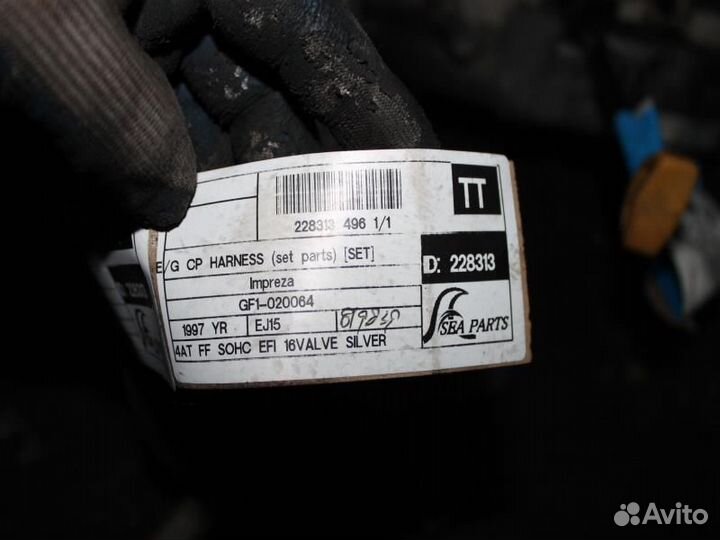 TT
228313 496 1/1
E/G CP HARNESS (set parts) [SET]
D: 228313
Impreza
GF1-020064
1997 YR EJ15
SEA PARTS
4AT FF SOHC EFI 16VALVE SILVER
Avito